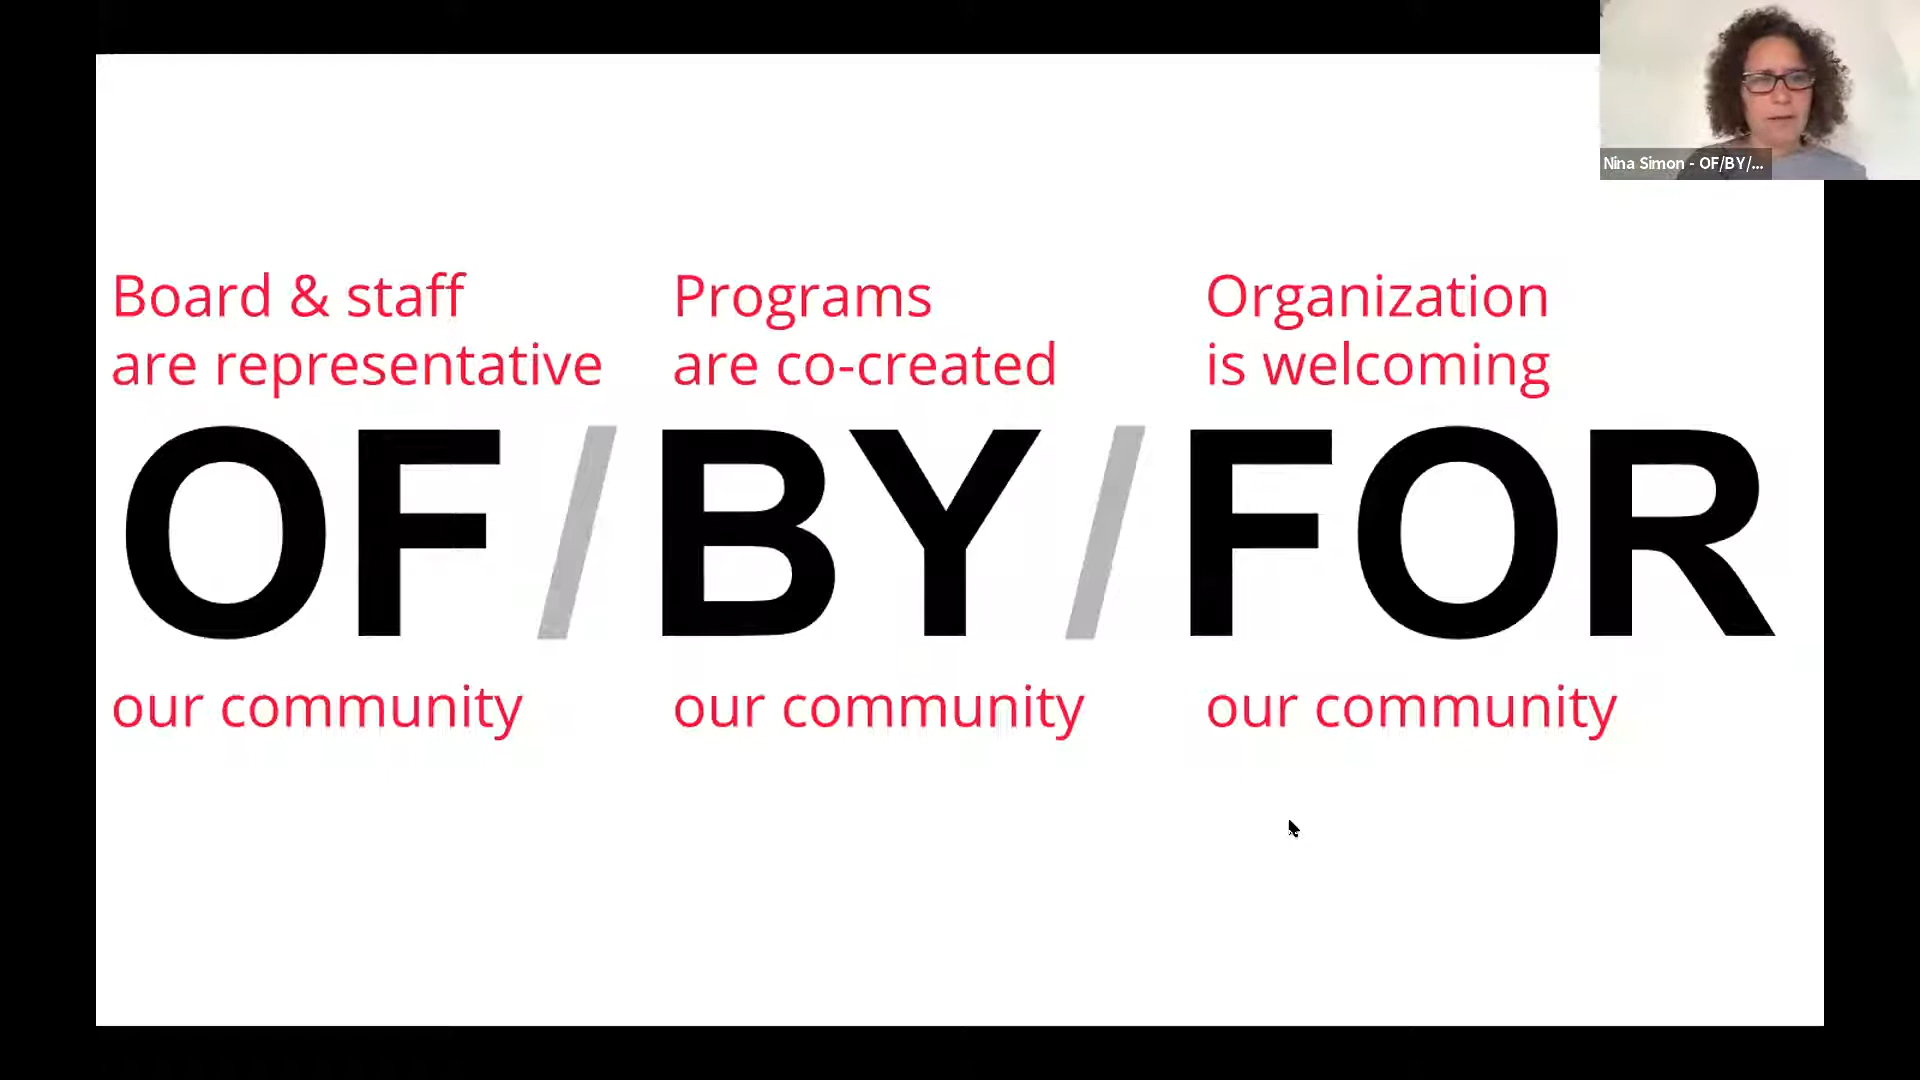 Nina Simon - OF/BY/...
Board & staff
are representative
Programs
are co-created
Organization
is welcoming
OF/BY/FOR
our community
our community
our community